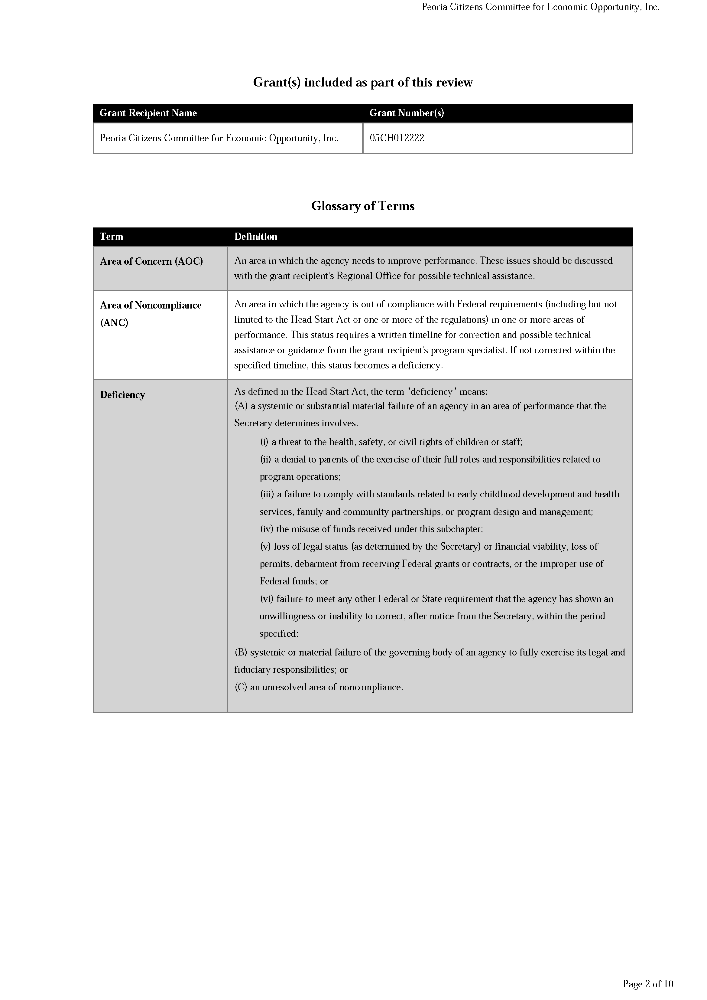 Peoria Citizens Committee for Economic Opportunity, Inc.
Grant(s) included as part of this review
Grant Recipient Name Grant Number(s)
Peoria Citizens Committee for Economic Opportunity, Inc. 05CH012222
Glossary of Terms
Term Definition
Area of Concern (AOC) An area in which the agency needs to improve performance. These issues should be discussed
with the grant recipient's Regional Office for possible technical assistance.
Area of Noncompliance An area in which the agency is out of compliance with Federal requirements (including but not
(ANC) limited to the Head Start Act or one or more of the regulations) in one or more areas of
performance. This status requires a written timeline for correction and possible technical
assistance or guidance from the grant recipient's program specialist. If not corrected within the
specified timeline, this status becomes a deficiency.
Deficiency As defined in the Head Start Act, the term "deficiency" means:
(A) a systemic or substantial material failure of an agency in an area of performance that the
Secretary determines involves:
(i) a threat to the health, safety, or civil rights of children or staff;
(ii) a denial to parents of the exercise of their full roles and responsibilities related to
program operations;
(iii) a failure to comply with standards related to early childhood development and health
services, family and community partnerships, or program design and management;
(iv) the misuse of funds received under this subchapter;
(v) loss of legal status (as determined by the Secretary) or financial viability, loss of
permits, debarment from receiving Federal grants or contracts, or the improper use of
Federal funds; or
(vi) failure to meet any other Federal or State requirement that the agency has shown an
unwillingness or inability to correct, after notice from the Secretary, within the period
specified;
(B) systemic or material failure of the governing body of an agency to fully exercise its legal and
fiduciary responsibilities; or
(C) an unresolved area of noncompliance.
Page 2 of 10